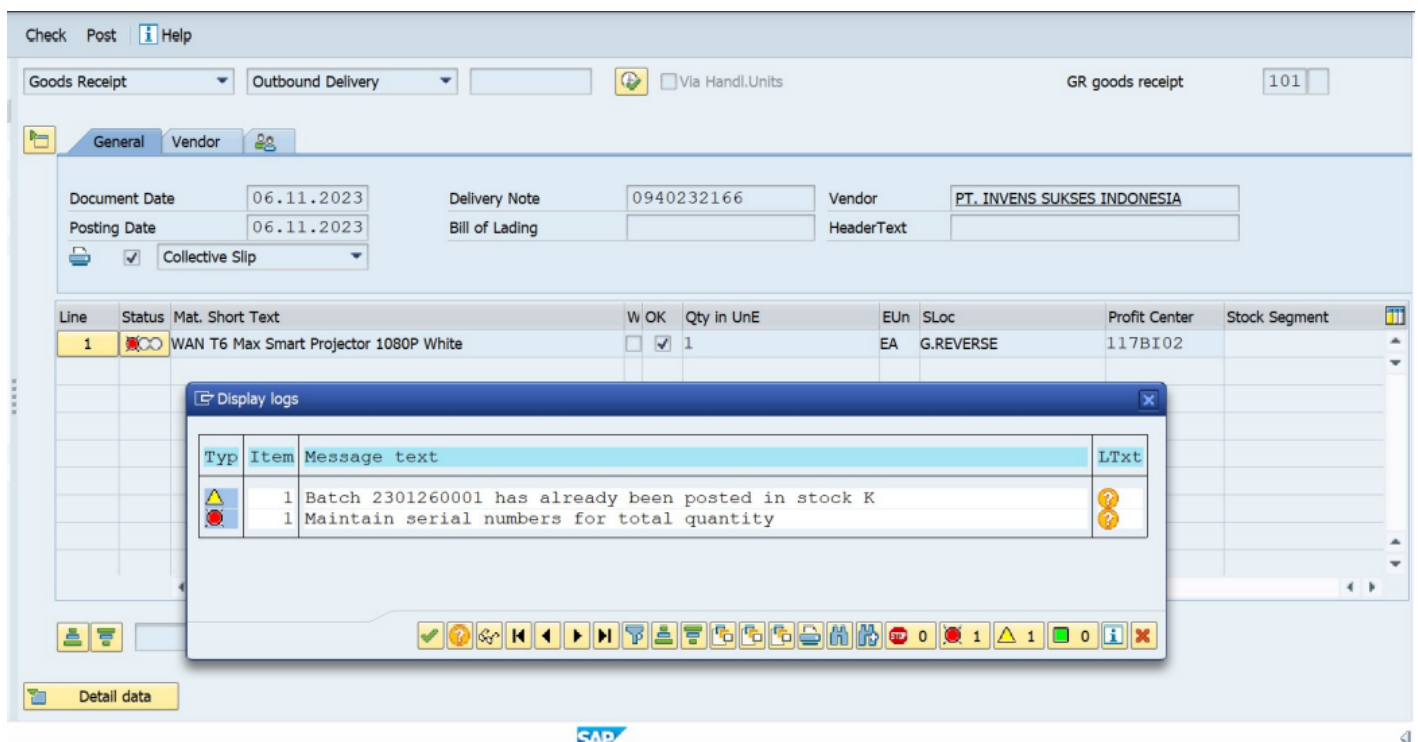 Check Post Help
Goods Receipt Outbound Delivery Via Handl.Units GR goods receipt 101
General Vendor
Document Date 06.11.2023 Delivery Note 0940232166 Vendor PT. INVENS SUKSES INDONESIA
Posting Date 06.11.2023 Bill of Lading HeaderText
Collective Slip
Line Status Mat. Short Text W OK Qty in UnE EUn SLoc Profit Center Stock Segment
1 WAN T6 Max Smart Projector 1080P White 1 EA G.REVERSE 117BI02
Display logs
Typ Item Message text LTxt
1 Batch 2301260001 has already been posted in stock K
1 Maintain serial numbers for total quantity
STOP 0 1 1 0
Detail data
SAP